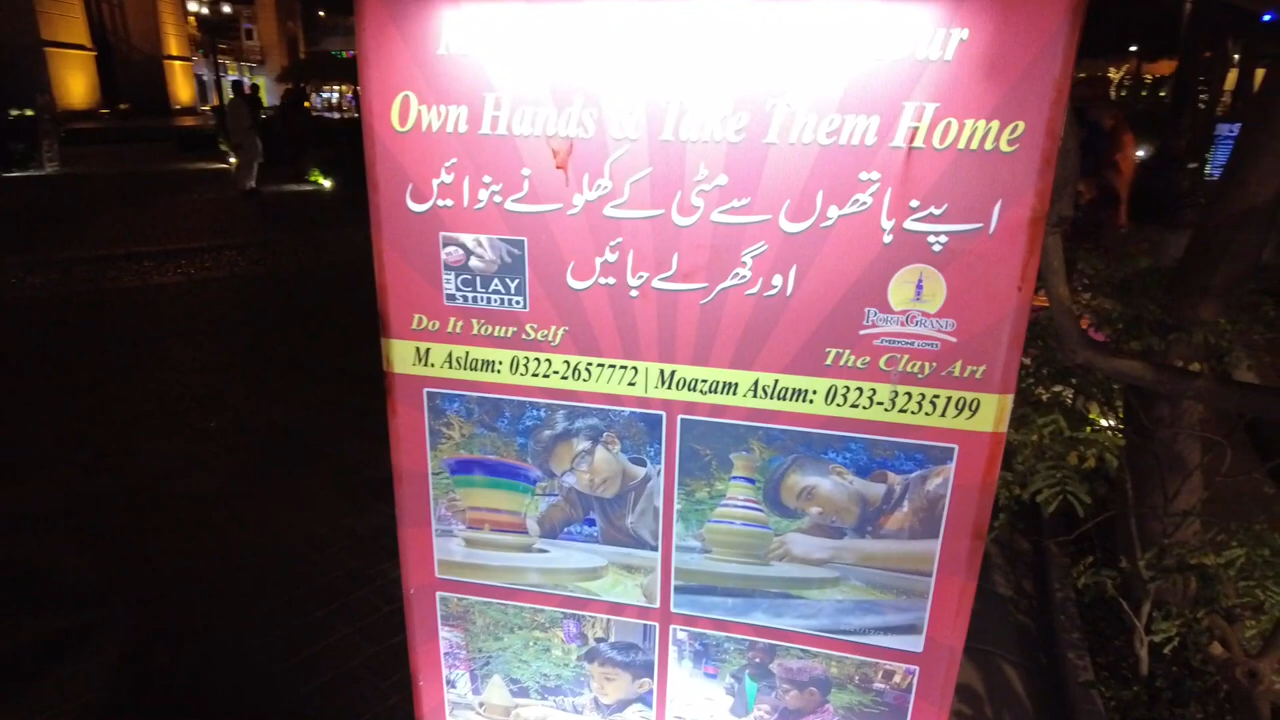 Own Hands & Take Them Home
اپنے ہاتھوں سے مٹی کے کھلونے بنوائیں
اور گھر لے جائیں
THE CLAY STUDIO
PORT GRAND
...EVERYONE LOVES
Do It Your Self
The Clay Art
M. Aslam: 0322-2657772 | Moazam Aslam: 0323-3235199